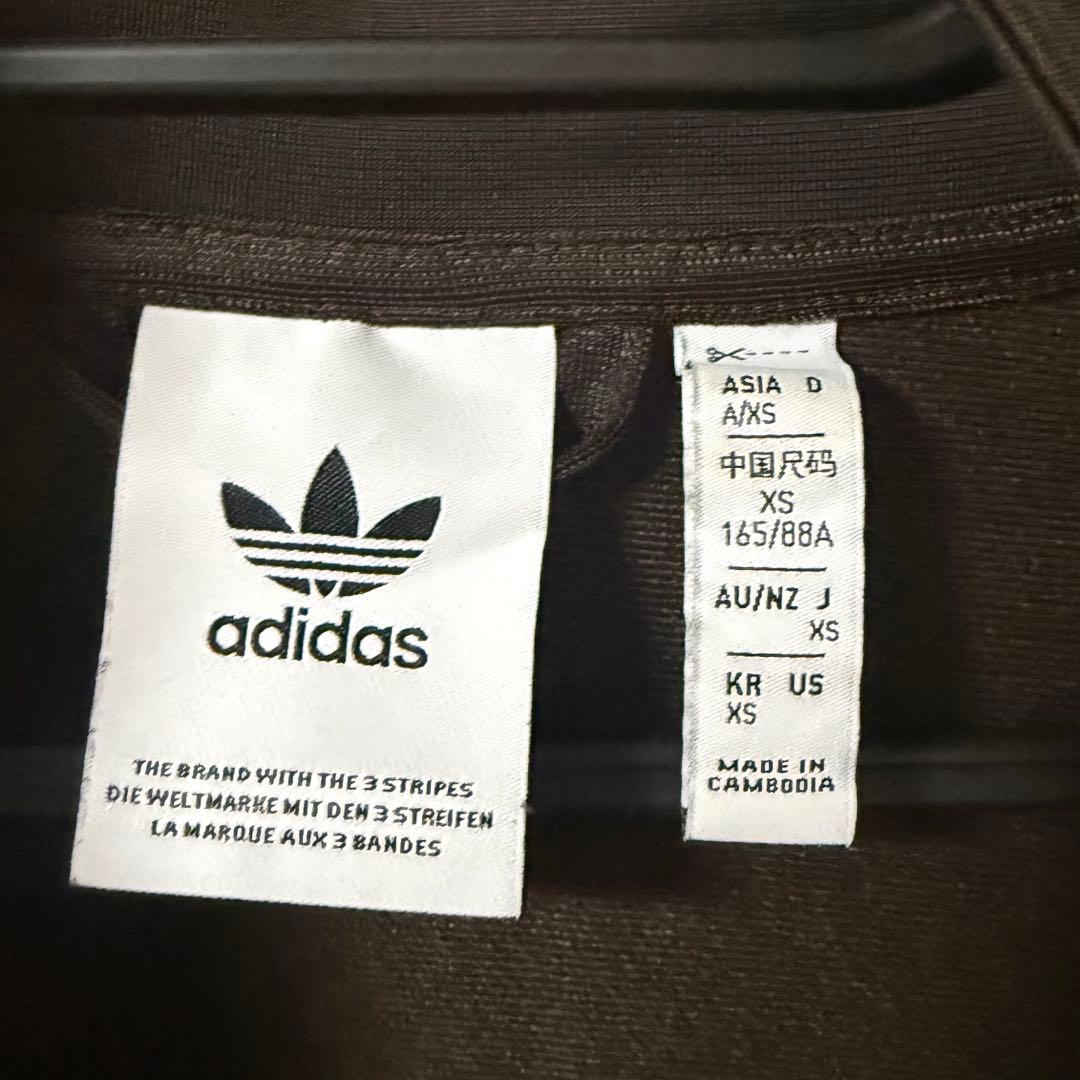 adidas
THE BRAND WITH THE 3 STRIPES
DIE WELTMARKE MIT DEN 3 STREIFEN
LA MARQUE AUX 3 BANDES
ASIA D
A/XS
中国尺码
XS
165/88A
AU/NZ J
XS
KR US
XS
MADE IN
CAMBODIA